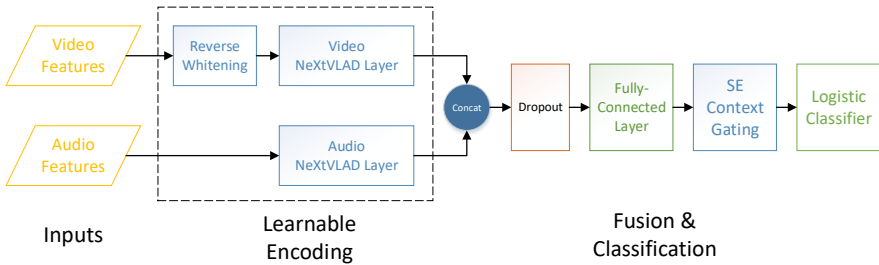 Video
Features
Reverse
Whitening
Video
NeXtVLAD Layer
Audio
Features
Audio
NeXtVLAD Layer
Concat
Dropout
Fully-
Connected
Layer
SE
Context
Gating
Logistic
Classifier
Inputs
Learnable
Encoding
Fusion &
Classification